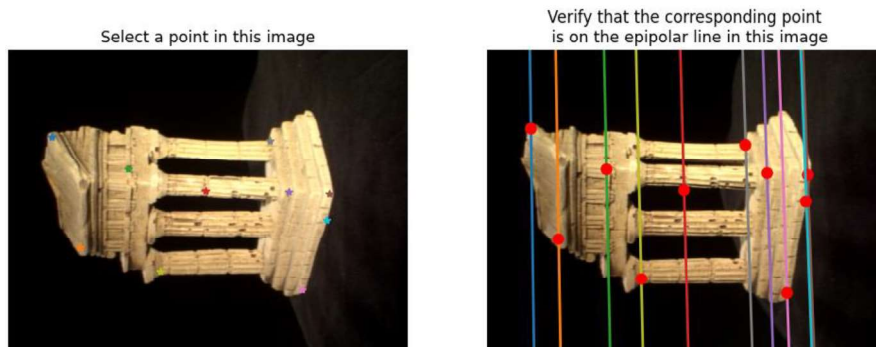 Select a point in this image
Verify that the corresponding point
is on the epipolar line in this image